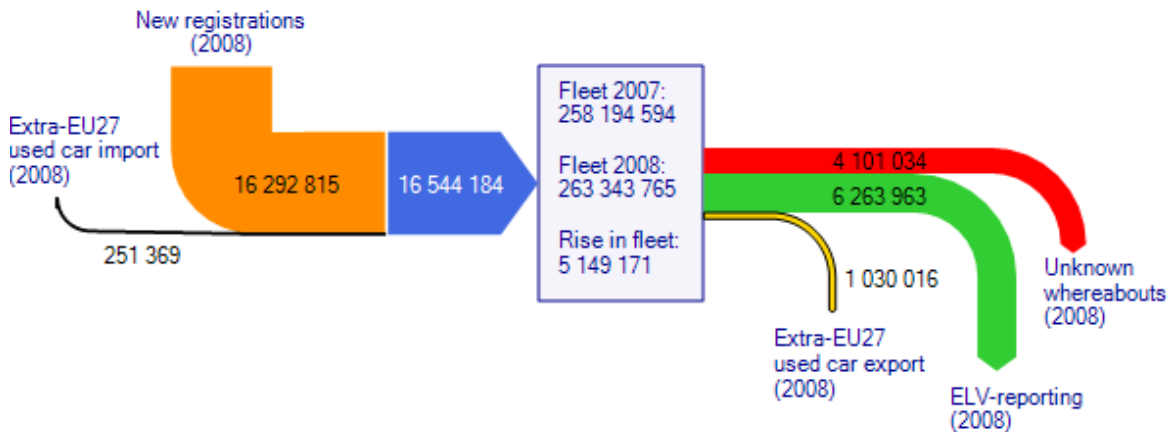 New registrations
(2008)
Extra-EU27
used car import
(2008)
16 292 815
251 369
16 544 184
Fleet 2007:
258 194 594
Fleet 2008:
263 343 765
Rise in fleet:
5 149 171
4 101 034
6 263 963
1 030 016
Unknown
whereabouts
(2008)
Extra-EU27
used car export
(2008)
ELV-reporting
(2008)